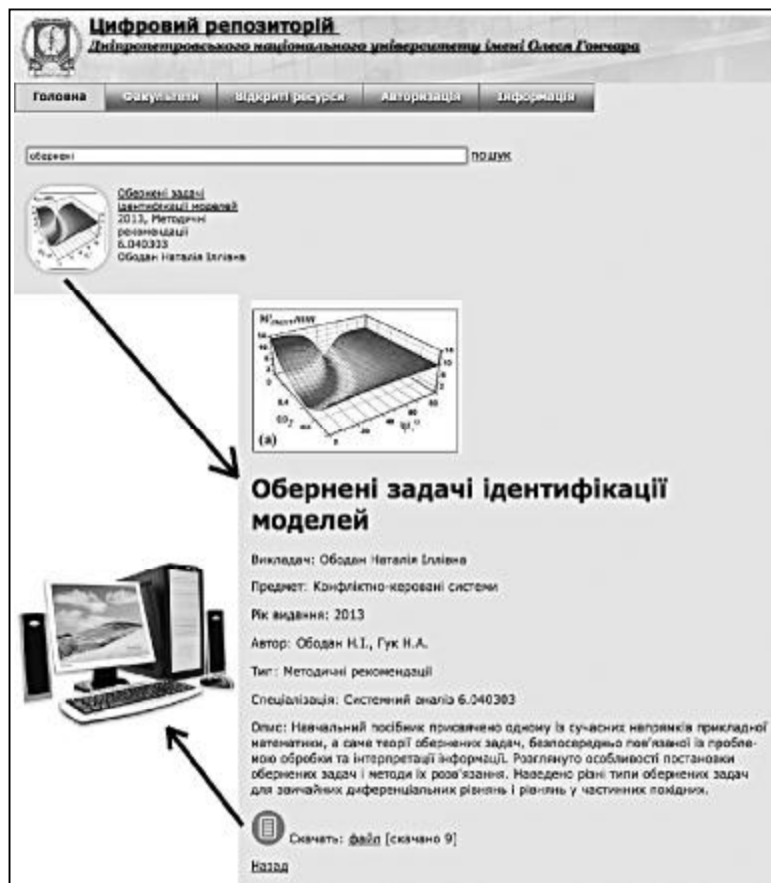 Цифровий репозиторій
Дніпропетровського національного університету імені Олеся Гончара
Головна
Факультети
Відкриті ресурси
Авторизація
Інформація
обернені
пошук
Обернені задачі
ідентифікації моделей
2013, Методичні
рекомендації
6.040303
Ободан Наталія Іллівна
(a)
Обернені задачі ідентифікації
моделей
Викладач: Ободан Наталія Іллівна
Предмет: Конфліктно-керовані системи
Рік видання: 2013
Автор: Ободан Н.І., Гук Н.А.
Тип: Методичні рекомендації
Спеціалізація: Системний аналіз 6.040303
Опис: Навчальний посібник присвячено одному із сучасних напрямків прикладної
математики, а саме теорії обернених задач, безпосередньо пов'язаної із пробле-
мою обробки та інтерпретації інформації. Розглянуто особливості постановки
обернених задач і методи їх розв'язання. Наведено різні типи обернених задач
для звичайних диференціальних рівнянь і рівнянь у частинних похідних.
Скачать: файл [скачано 9]
Назад